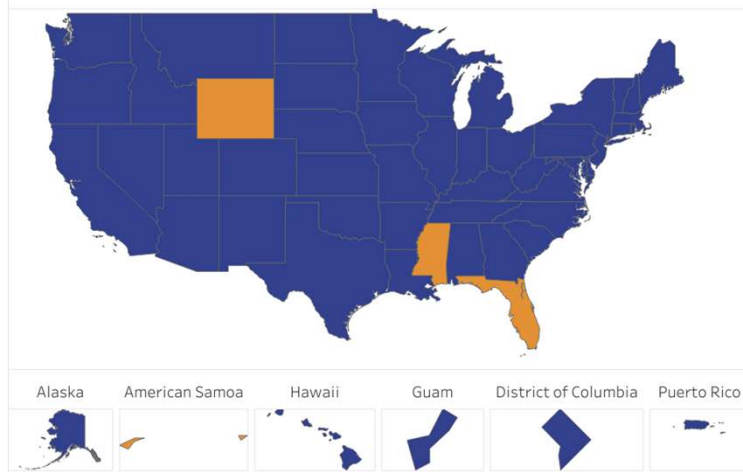 Alaska
American Samoa
Hawaii
Guam
District of Columbia
Puerto Rico